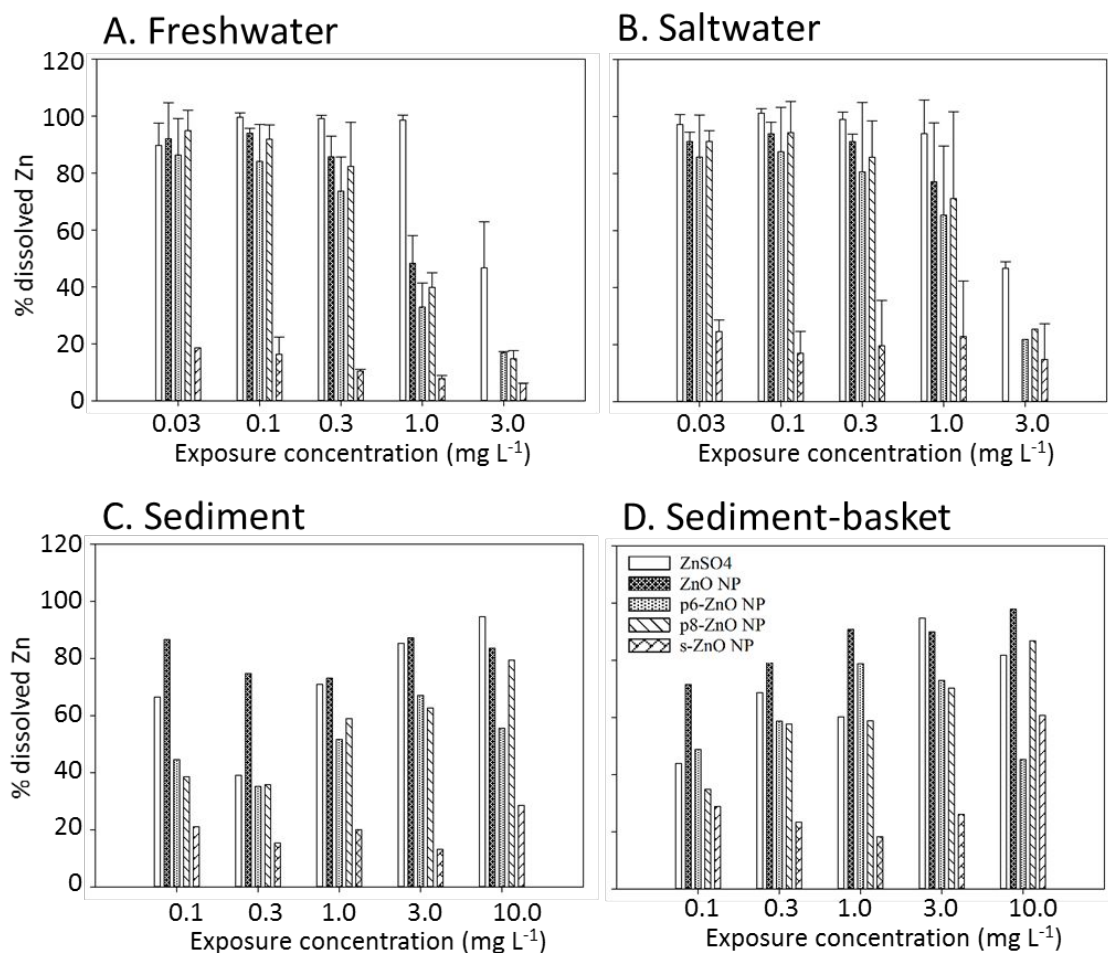 A. Freshwater
B. Saltwater
120
100
80
60
40
20
0
% dissolved Zn
0.03 0.1 0.3 1.0 3.0
Exposure concentration (mg L-1)
0.03 0.1 0.3 1.0 3.0
Exposure concentration (mg L-1)
C. Sediment
D. Sediment-basket
120
100
80
60
40
20
0
% dissolved Zn
ZnSO4
ZnO NP
p6-ZnO NP
p8-ZnO NP
s-ZnO NP
0.1 0.3 1.0 3.0 10.0
Exposure concentration (mg L-1)
0.1 0.3 1.0 3.0 10.0
Exposure concentration (mg L-1)